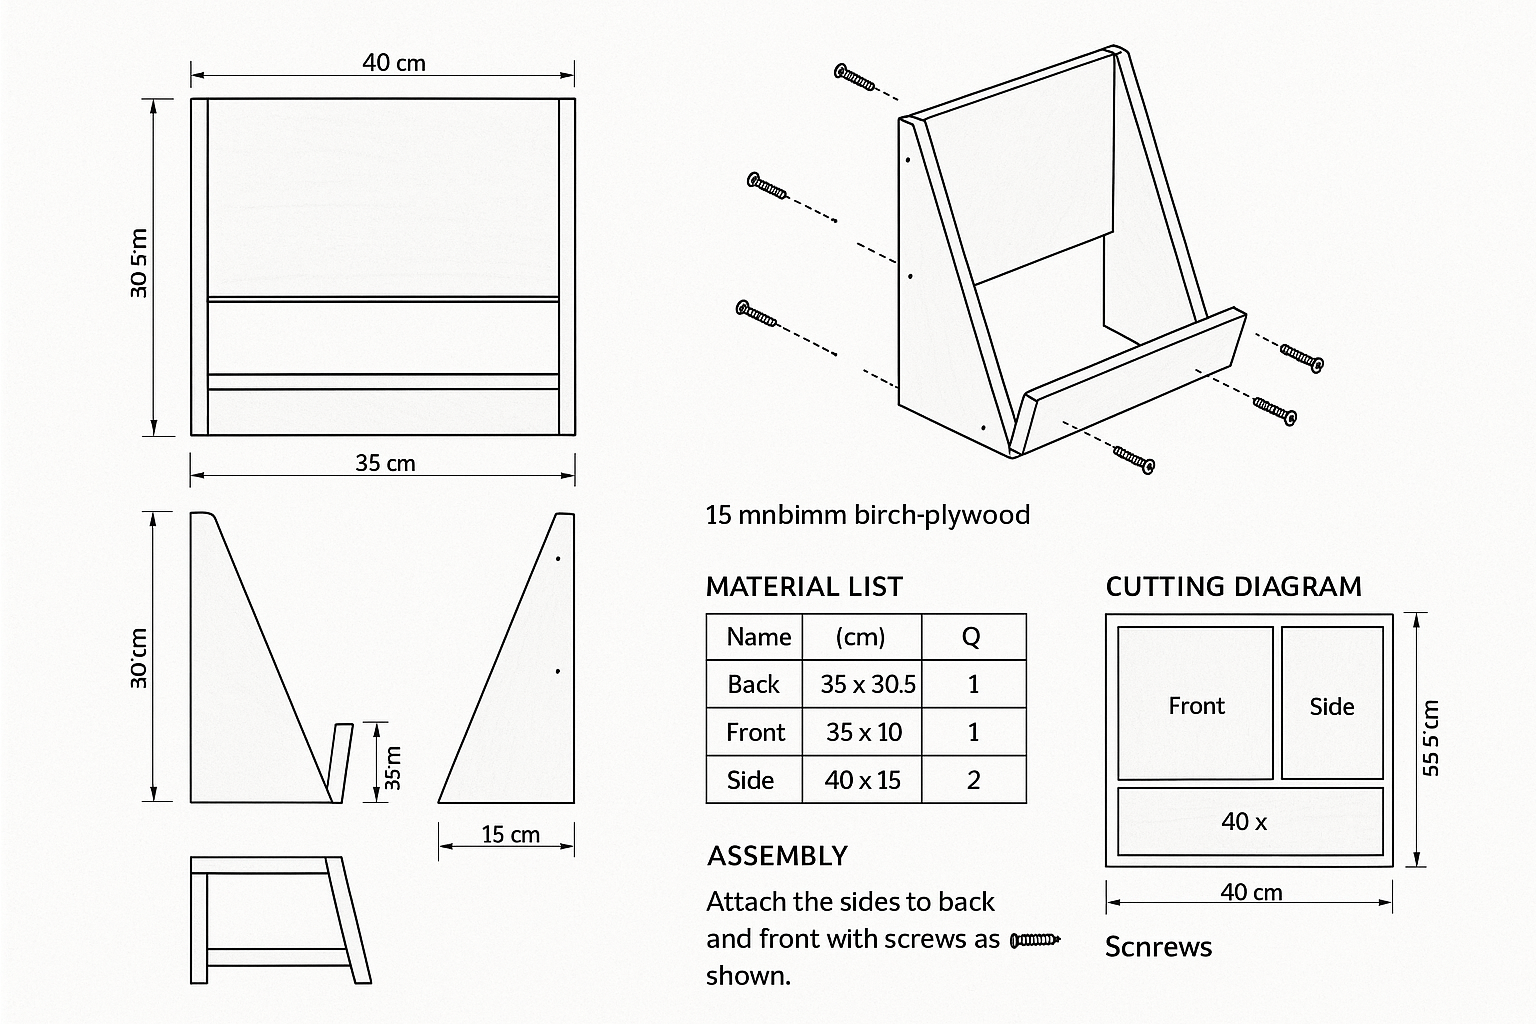 40 cm
30 5m
35 cm
30 cm
35 m
15 cm
15 mnbimm birch-plywood
MATERIAL LIST
Name (cm) Q
Back 35 x 30.5 1
Front 35 x 10 1
Side 40 x 15 2
ASSEMBLY
Attach the sides to back
and front with screws as
shown.
CUTTING DIAGRAM
Front Side
40 x
55 5 cm
40 cm
Scnrews